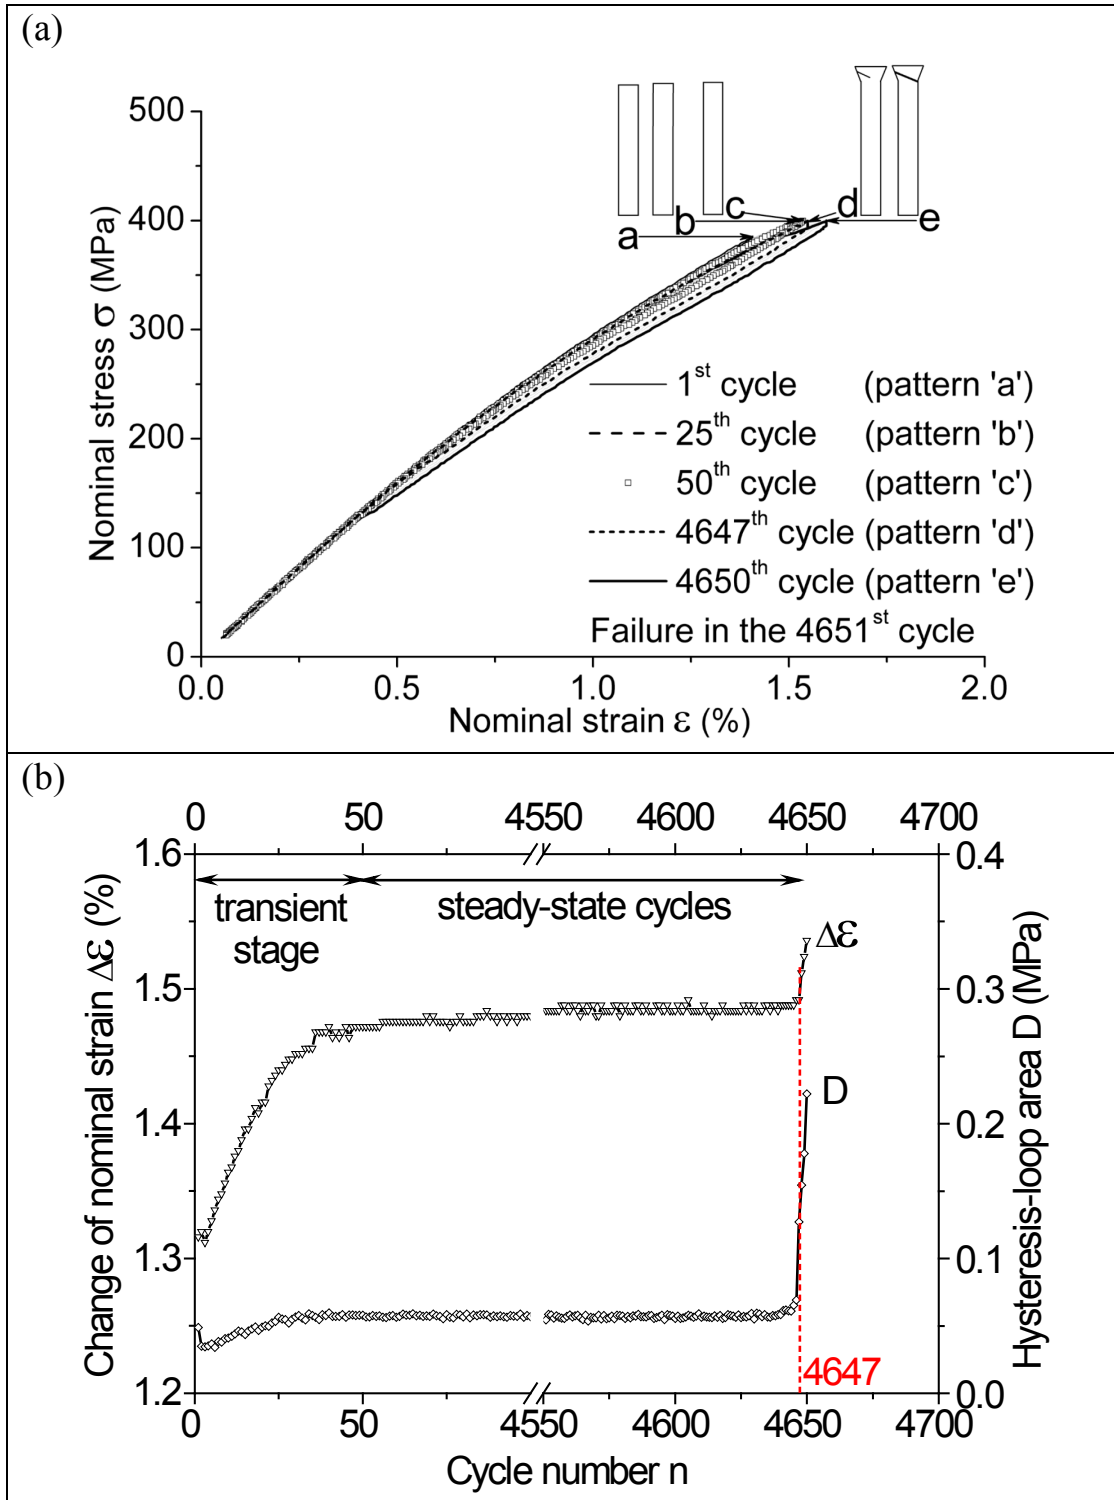 (a)
500
400
300
200
100
0
Nominal stress σ (MPa)
a
b
c
d
e
1st cycle (pattern 'a')
25th cycle (pattern 'b')
50th cycle (pattern 'c')
4647th cycle (pattern 'd')
4650th cycle (pattern 'e')
Failure in the 4651st cycle
0.0 0.5 1.0 1.5 2.0
Nominal strain ε (%)
(b)
0 50 4550 4600 4650 4700
1.6
1.5
1.4
1.3
1.2
Change of nominal strain Δε (%)
transient
stage
steady-state cycles
Δε
D
4647
0.4
0.3
0.2
0.1
0.0
Hysteresis-loop area D (MPa)
0 50 4550 4600 4650 4700
Cycle number n